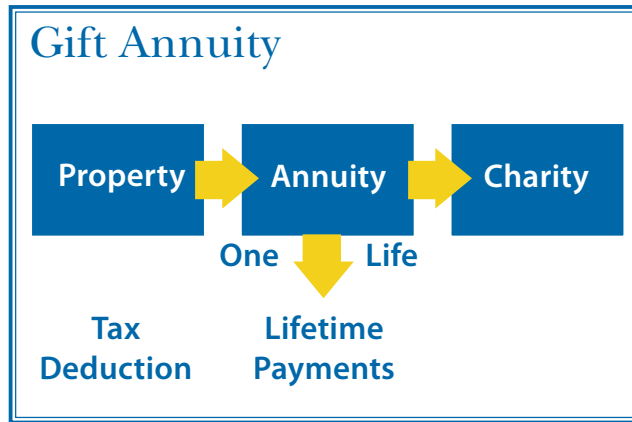 Gift Annuity
Property Annuity Charity
One Life
Tax Lifetime
Deduction Payments